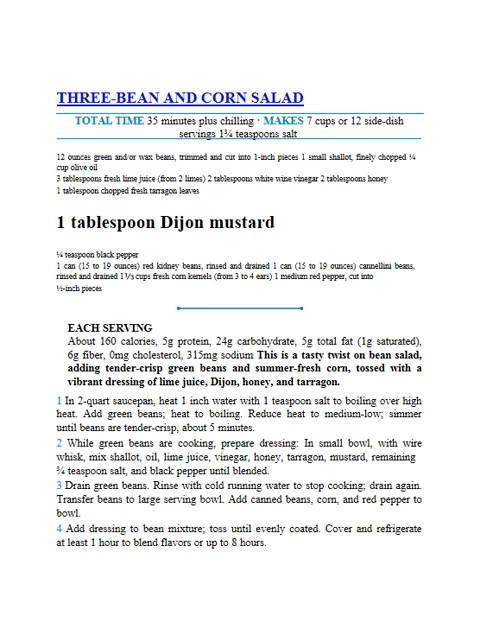 THREE-BEAN AND CORN SALAD
TOTAL TIME 35 minutes plus chilling · MAKES 7 cups or 12 side-dish
servings 1¾ teaspoons salt
12 ounces green and/or wax beans, trimmed and cut into 1-inch pieces 1 small shallot, finely chopped ¼
cup olive oil
3 tablespoons fresh lime juice (from 2 limes) 2 tablespoons white wine vinegar 2 tablespoons honey
1 tablespoon chopped fresh tarragon leaves
1 tablespoon Dijon mustard
¼ teaspoon black pepper
1 can (15 to 19 ounces) red kidney beans, rinsed and drained 1 can (15 to 19 ounces) cannellini beans,
rinsed and drained 1⅓ cups fresh corn kernels (from 3 to 4 ears) 1 medium red pepper, cut into
½-inch pieces
EACH SERVING
About 160 calories, 5g protein, 24g carbohydrate, 5g total fat (1g saturated),
6g fiber, 0mg cholesterol, 315mg sodium This is a tasty twist on bean salad,
adding tender-crisp green beans and summer-fresh corn, tossed with a
vibrant dressing of lime juice, Dijon, honey, and tarragon.
1 In 2-quart saucepan, heat 1 inch water with 1 teaspoon salt to boiling over high
heat. Add green beans; heat to boiling. Reduce heat to medium-low; simmer
until beans are tender-crisp, about 5 minutes.
2 While green beans are cooking, prepare dressing: In small bowl, with wire
whisk, mix shallot, oil, lime juice, vinegar, honey, tarragon, mustard, remaining
¾ teaspoon salt, and black pepper until blended.
3 Drain green beans. Rinse with cold running water to stop cooking; drain again.
Transfer beans to large serving bowl. Add canned beans, corn, and red pepper to
bowl.
4 Add dressing to bean mixture; toss until evenly coated. Cover and refrigerate
at least 1 hour to blend flavors or up to 8 hours.